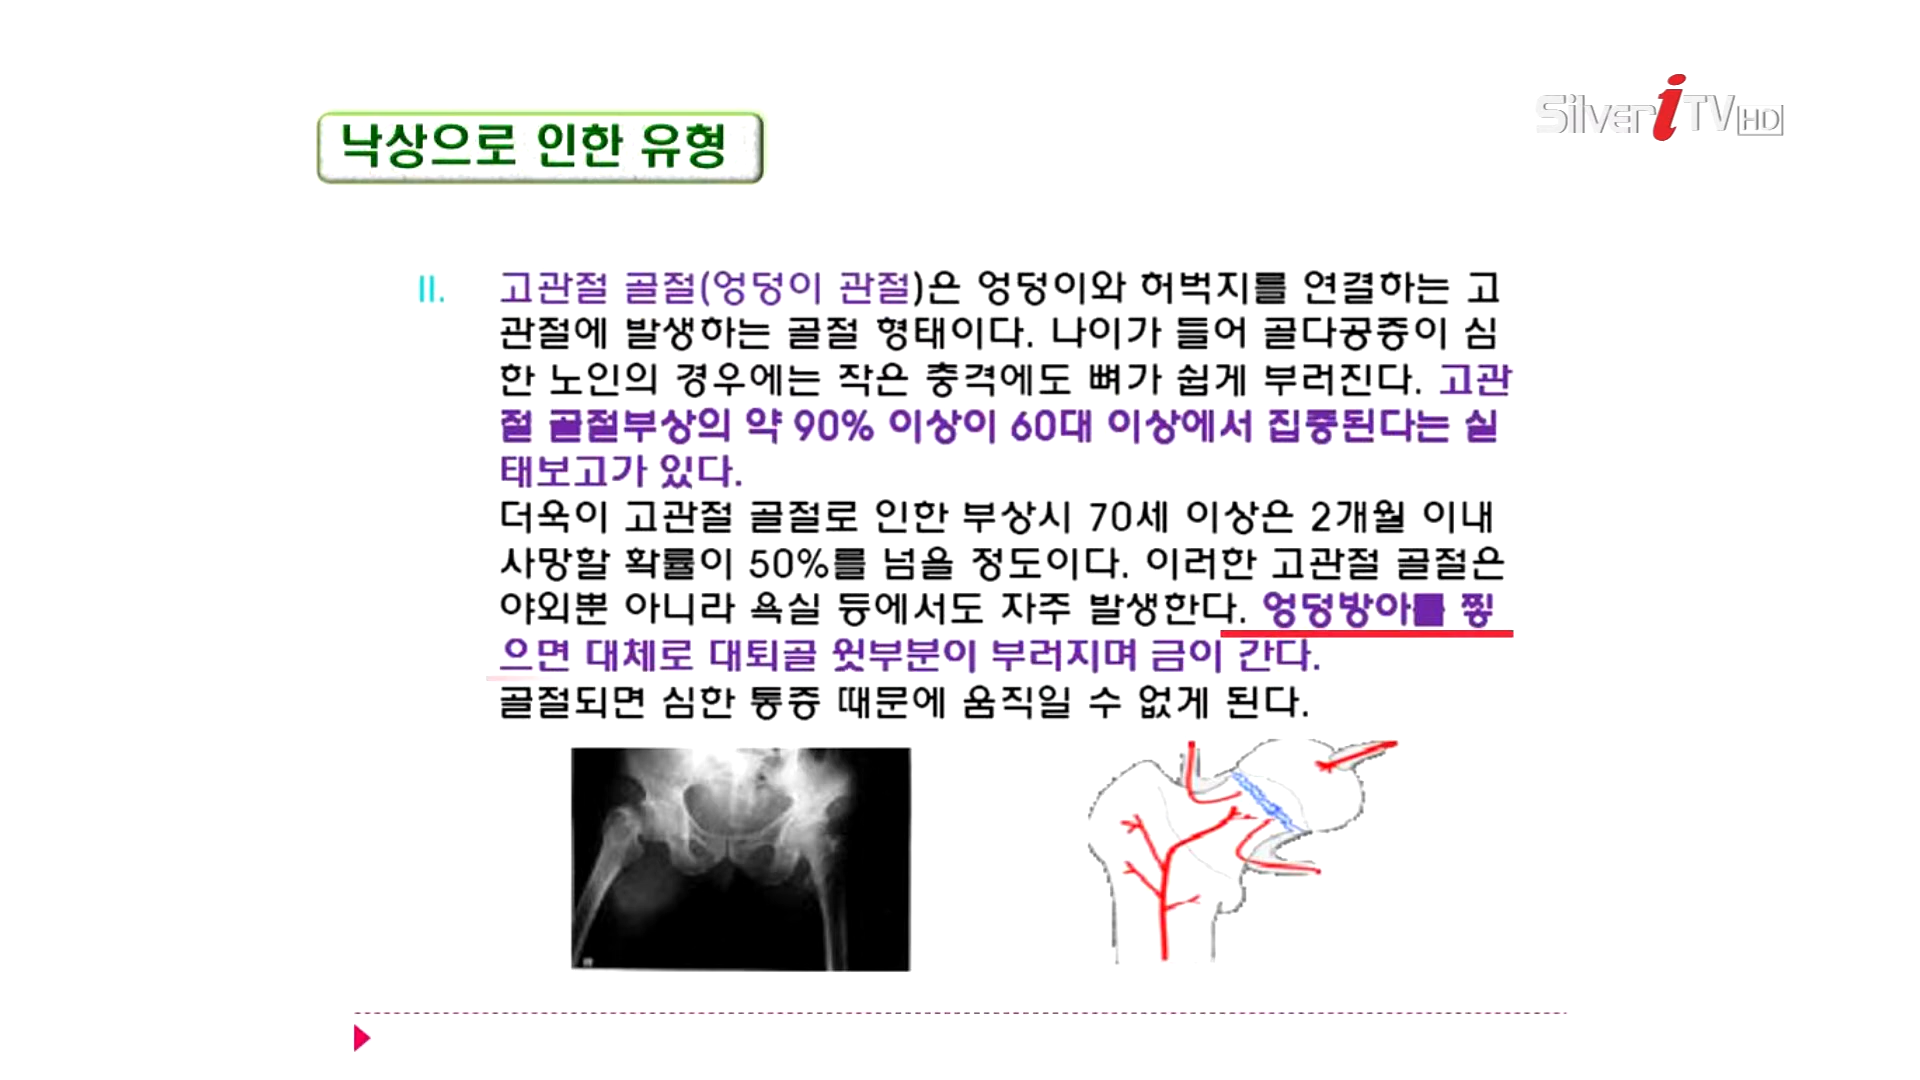 낙상으로 인한 유형
Silver i TV HD
II. 고관절 골절(엉덩이 관절)은 엉덩이와 허벅지를 연결하는 고
관절에 발생하는 골절 형태이다. 나이가 들어 골다공증이 심
한 노인의 경우에는 작은 충격에도 뼈가 쉽게 부러진다. 고관
절 골절부상의 약 90% 이상이 60대 이상에서 집중된다는 실
태보고가 있다.
더욱이 고관절 골절로 인한 부상시 70세 이상은 2개월 이내
사망할 확률이 50%를 넘을 정도이다. 이러한 고관절 골절은
야외뿐 아니라 욕실 등에서도 자주 발생한다. 엉덩방아를 찧
으면 대체로 대퇴골 윗부분이 부러지며 금이 간다.
골절되면 심한 통증 때문에 움직일 수 없게 된다.